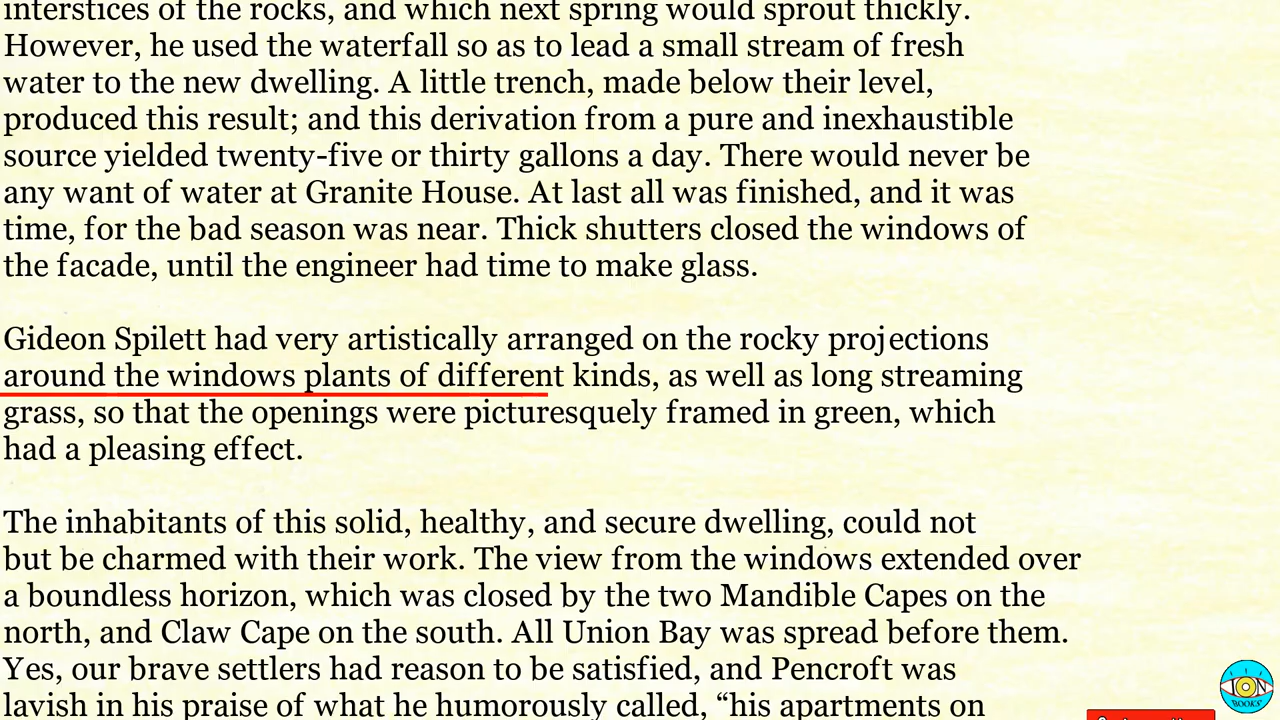 interstices of the rocks, and which next spring would sprout thickly.
However, he used the waterfall so as to lead a small stream of fresh
water to the new dwelling. A little trench, made below their level,
produced this result; and this derivation from a pure and inexhaustible
source yielded twenty-five or thirty gallons a day. There would never be
any want of water at Granite House. At last all was finished, and it was
time, for the bad season was near. Thick shutters closed the windows of
the facade, until the engineer had time to make glass.
Gideon Spilett had very artistically arranged on the rocky projections
around the windows plants of different kinds, as well as long streaming
grass, so that the openings were picturesquely framed in green, which
had a pleasing effect.
The inhabitants of this solid, healthy, and secure dwelling, could not
but be charmed with their work. The view from the windows extended over
a boundless horizon, which was closed by the two Mandible Capes on the
north, and Claw Cape on the south. All Union Bay was spread before them.
Yes, our brave settlers had reason to be satisfied, and Pencroft was
lavish in his praise of what he humorously called, “his apartments on
ION
BOOKS